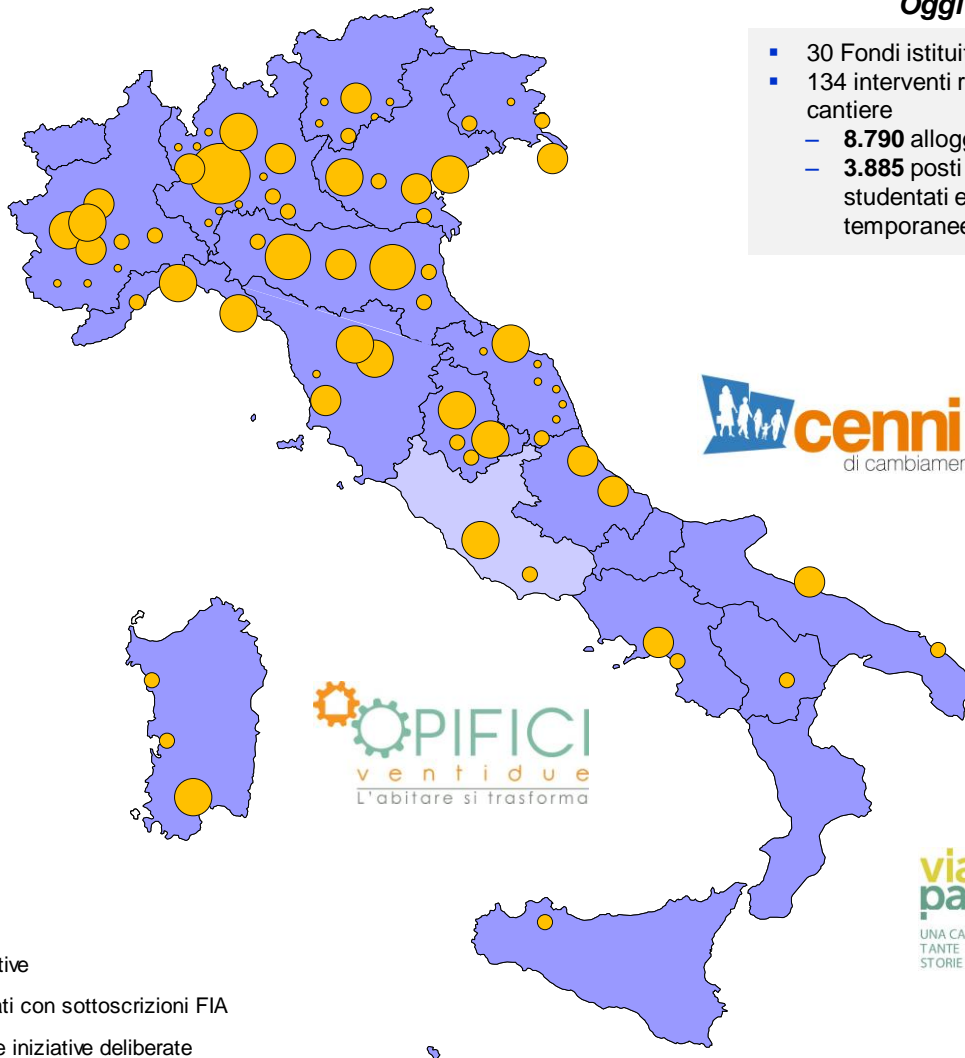 Oggi
30 Fondi istituit
134 interventi r
cantiere
– 8.790 allogg
– 3.885 posti
studentati e
temporanee
cenni
di cambiamen
OPIFICI
ventidue
L'abitare si trasforma
via
pa
UNA CA
TANTE
STORIE
tive
ati con sottoscrizioni FIA
e iniziative deliberate